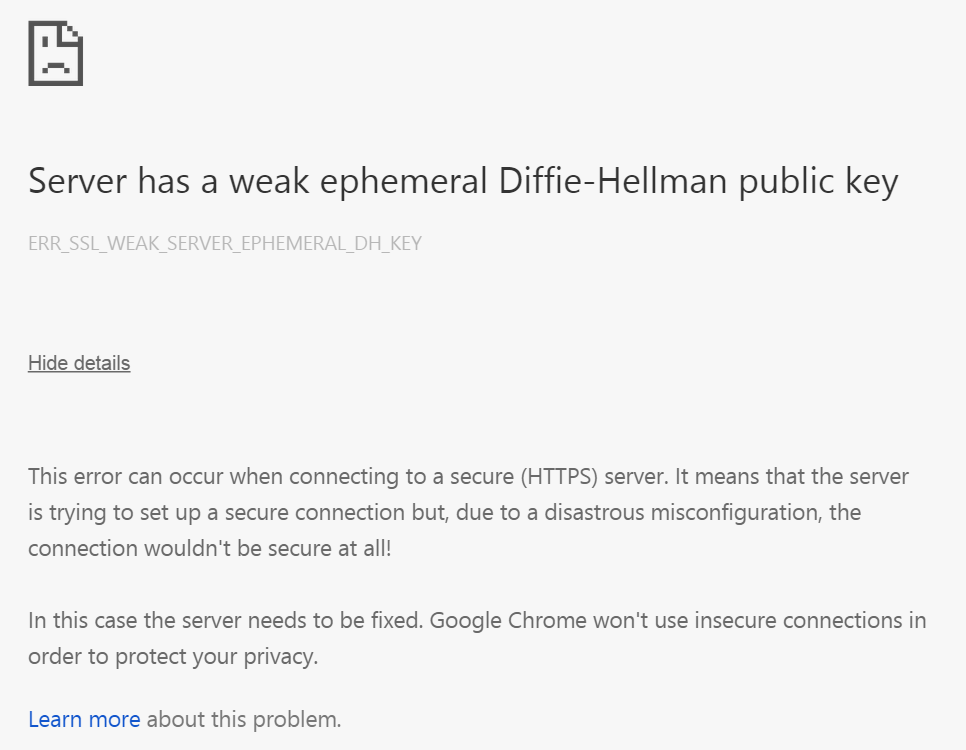 Server has a weak ephemeral Diffie-Hellman public key
ERR_SSL_WEAK_SERVER_EPHEMERAL_DH_KEY
Hide details
This error can occur when connecting to a secure (HTTPS) server. It means that the server
is trying to set up a secure connection but, due to a disastrous misconfiguration, the
connection wouldn't be secure at all!
In this case the server needs to be fixed. Google Chrome won't use insecure connections in
order to protect your privacy.
Learn more about this problem.